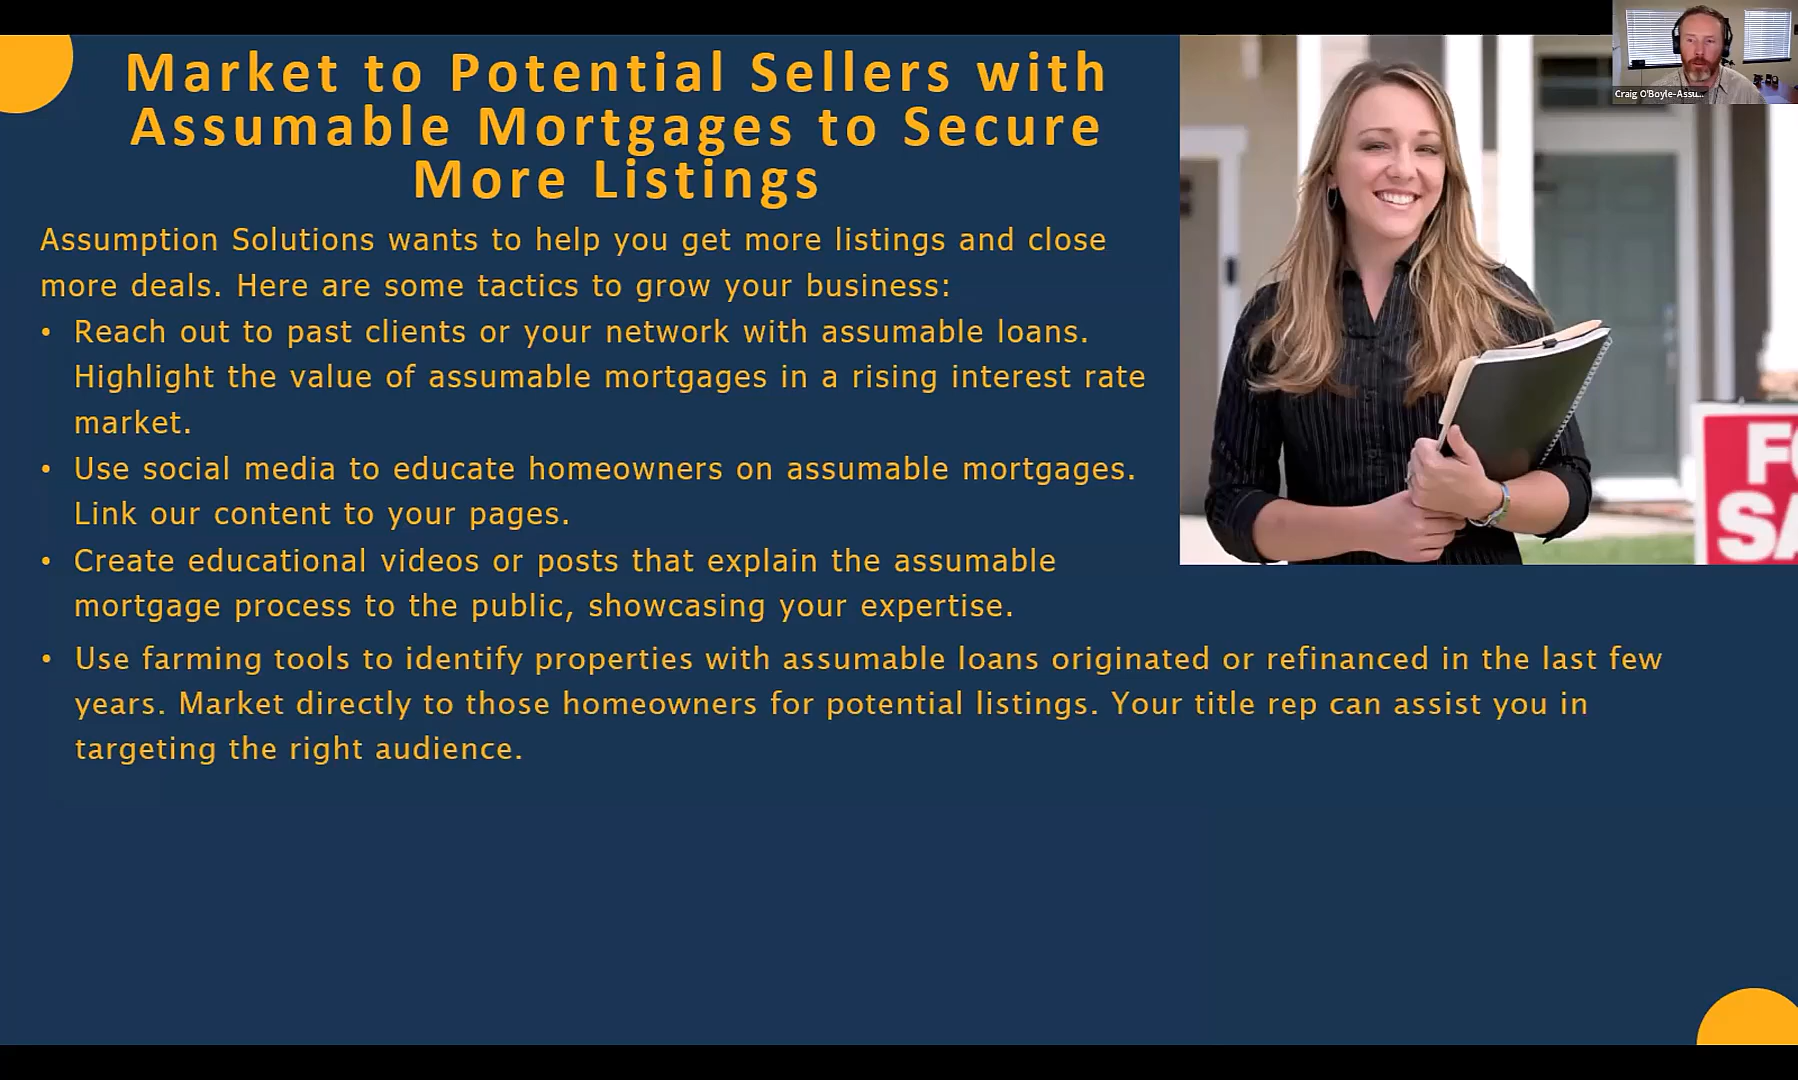 Market to Potential Sellers with
Assumable Mortgages to Secure
More Listings
Craig O'Boyle-Assu...
Assumption Solutions wants to help you get more listings and close
more deals. Here are some tactics to grow your business:
• Reach out to past clients or your network with assumable loans.
Highlight the value of assumable mortgages in a rising interest rate
market.
• Use social media to educate homeowners on assumable mortgages.
Link our content to your pages.
• Create educational videos or posts that explain the assumable
mortgage process to the public, showcasing your expertise.
• Use farming tools to identify properties with assumable loans originated or refinanced in the last few
years. Market directly to those homeowners for potential listings. Your title rep can assist you in
targeting the right audience.
FO
SA